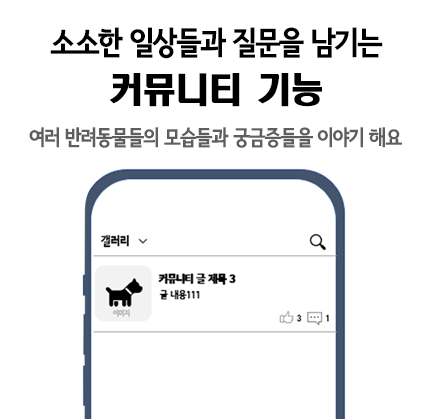 소소한 일상들과 질문을 남기는
커뮤니티 기능
여러 반려동물들의 모습들과 궁금증들을 이야기 해요
갤러리
커뮤니티 글 제목 3
글 내용111
이미지
3 1